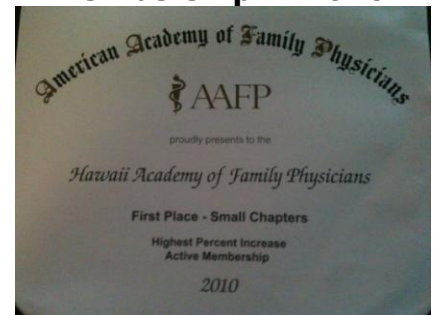 American Academy of Family Physicians
AAFP
proudly presents to the
Hawaii Academy of Family Physicians
First Place - Small Chapters
Highest Percent Increase
Active Membership
2010